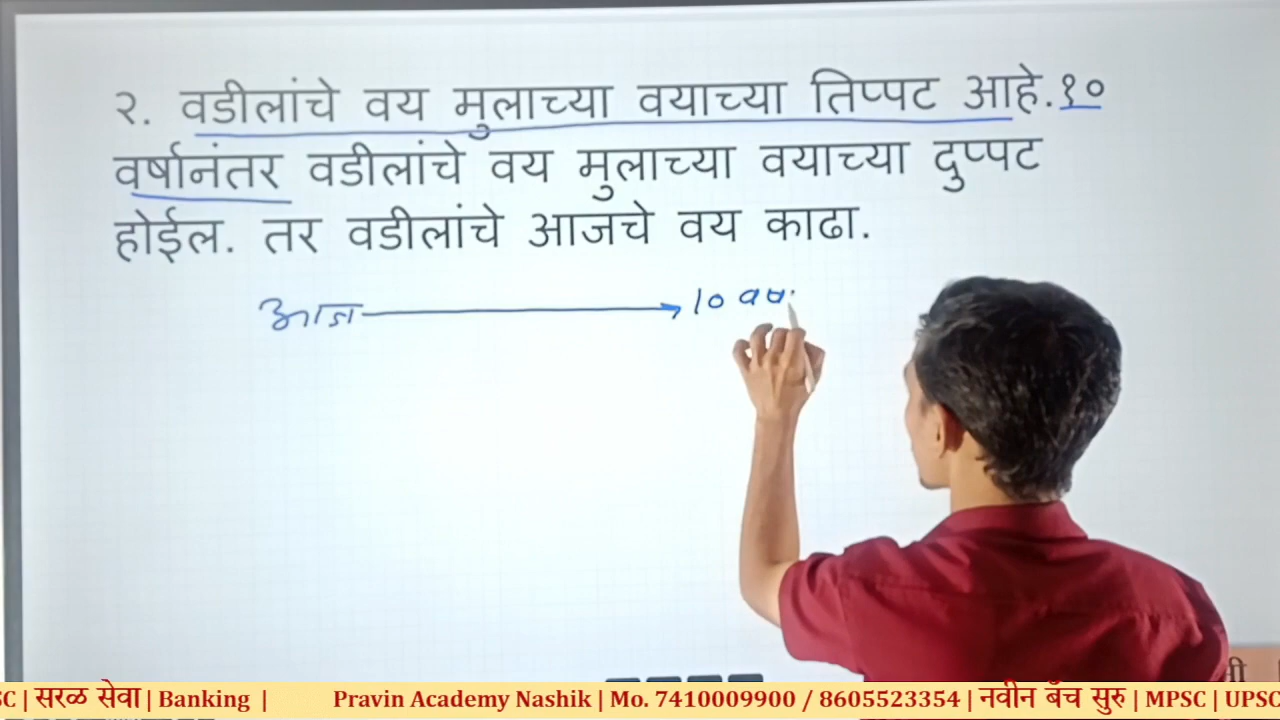 २. वडीलांचे वय मुलाच्या वयाच्या तिप्पट आहे.१०
वर्षानंतर वडीलांचे वय मुलाच्या वयाच्या दुप्पट
होईल. तर वडीलांचे आजचे वय काढा.
आज 10 वर्ष
SC | सरळ सेवा | Banking | Pravin Academy Nashik | Mo. 7410009900 / 8605523354 | नवीन बॅच सुरु | MPSC | UPSC